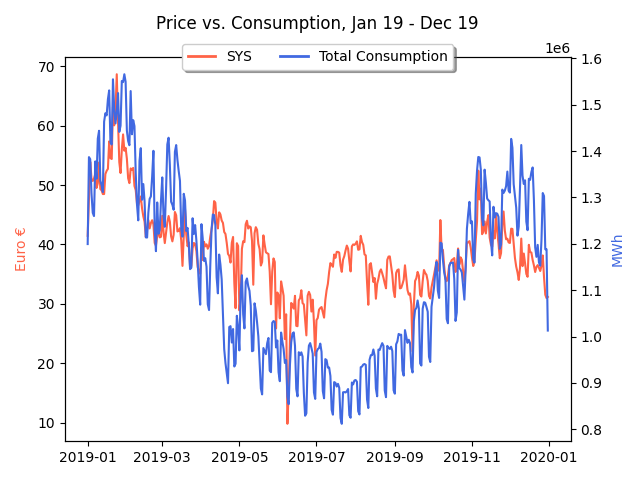 Price vs. Consumption, Jan 19 - Dec 19
1e6
SYS Total Consumption
70 1.6
60 1.5
1.4
50 1.3
40 1.2
30 1.1
1.0
20 0.9
10 0.8
Euro €
MWh
2019-01 2019-03 2019-05 2019-07 2019-09 2019-11 2020-01